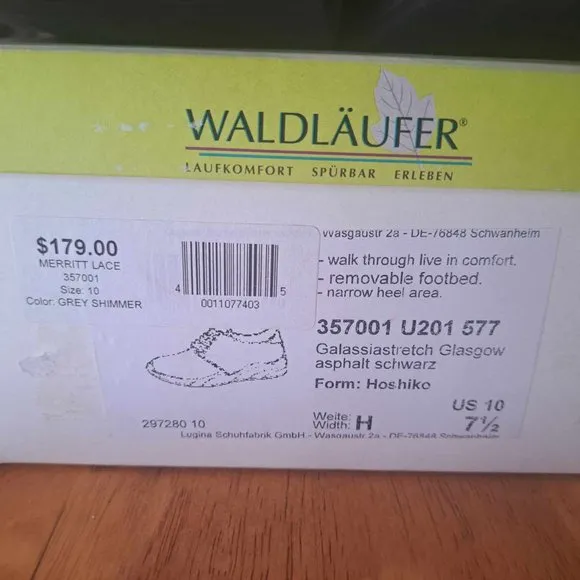 WALDLÄUFER®
LAUFKOMFORT SPÜRBAR ERLEBEN
$179.00
MERRITT LACE
357001
Size: 10
Color: GREY SHIMMER
4 5
0011077403
Wasgaustr 2a - DE-76848 Schwanheim
- walk through live in comfort.
- removable footbed.
- narrow heel area.
357001 U201 577
Galassiastretch Glasgow
asphalt schwarz
Form: Hoshiko
US 10
Weite:
Width: H 7½
297280 10
Lugina Schuhfabrik GmbH - Wasgaustr 2a - DE-76848 Schwanheim